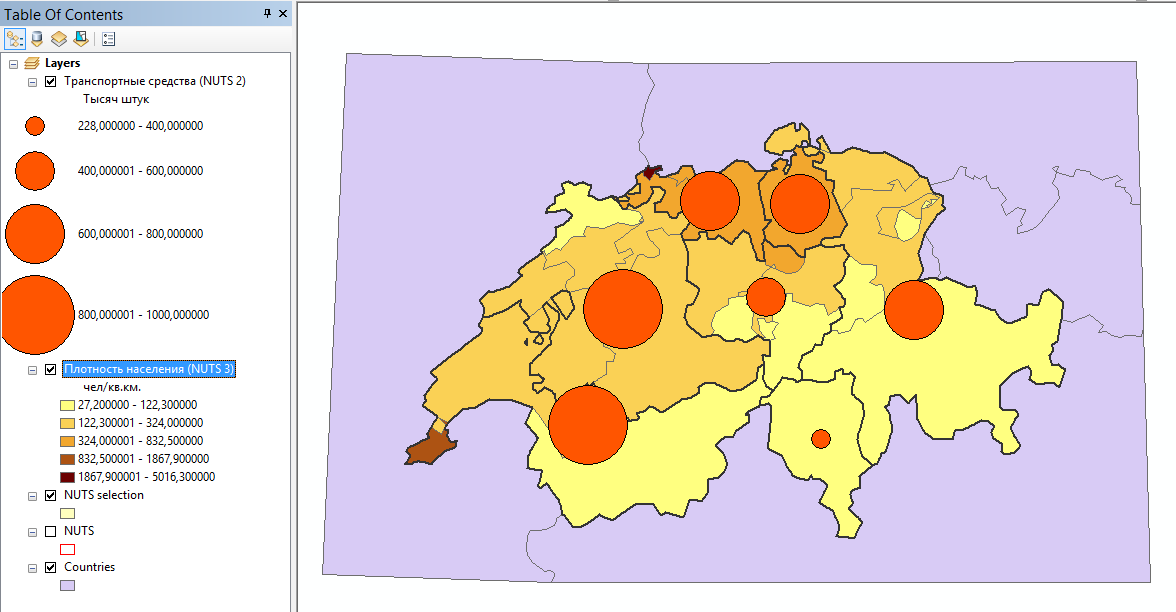 Table Of Contents
Layers
Транспортные средства (NUTS 2)
Тысяч штук
228,000000 - 400,000000
400,000001 - 600,000000
600,000001 - 800,000000
800,000001 - 1000,000000
Плотность населения (NUTS 3)
чел/кв.км.
27,200000 - 122,300000
122,300001 - 324,000000
324,000001 - 832,500000
832,500001 - 1867,900000
1867,900001 - 5016,300000
NUTS selection
NUTS
Countries